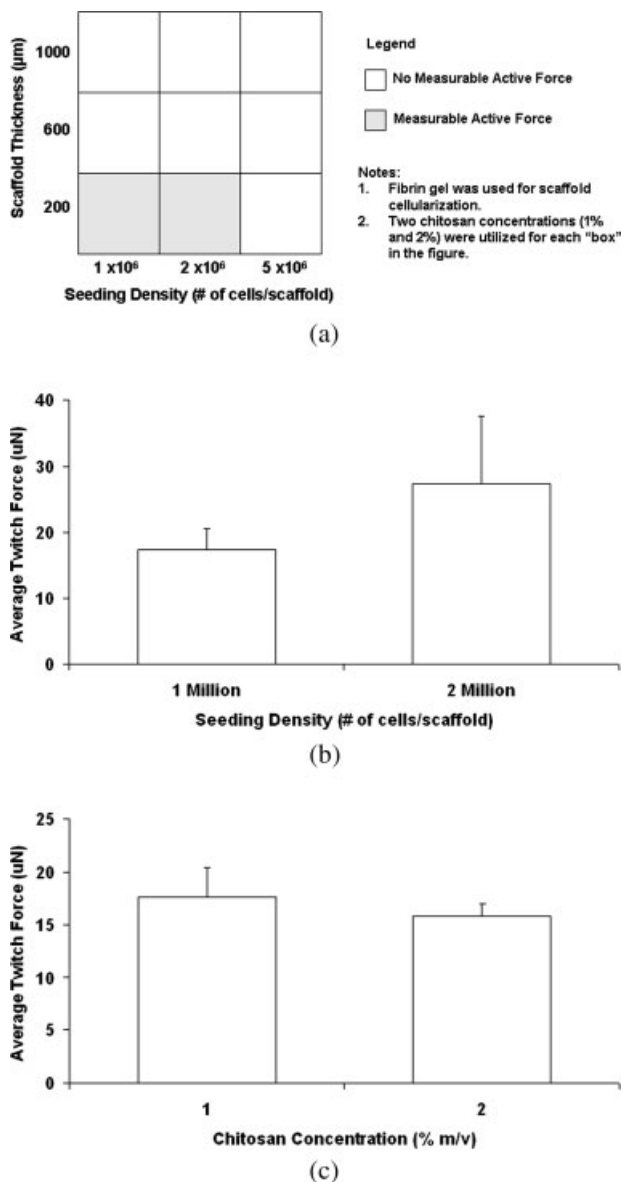 Scaffold Thickness (µm)
1000
600
200
1 x10⁶ 2 x10⁶ 5 x10⁶
Seeding Density (# of cells/scaffold)
Legend
No Measurable Active Force
Measurable Active Force
Notes:
1. Fibrin gel was used for scaffold
cellularization.
2. Two chitosan concentrations (1%
and 2%) were utilized for each "box"
in the figure.
(a)
Average Twitch Force (uN)
40
30
20
10
0
1 Million 2 Million
Seeding Density (# of cells/scaffold)
(b)
Average Twitch Force (uN)
25
20
15
10
5
0
1 2
Chitosan Concentration (% m/v)
(c)